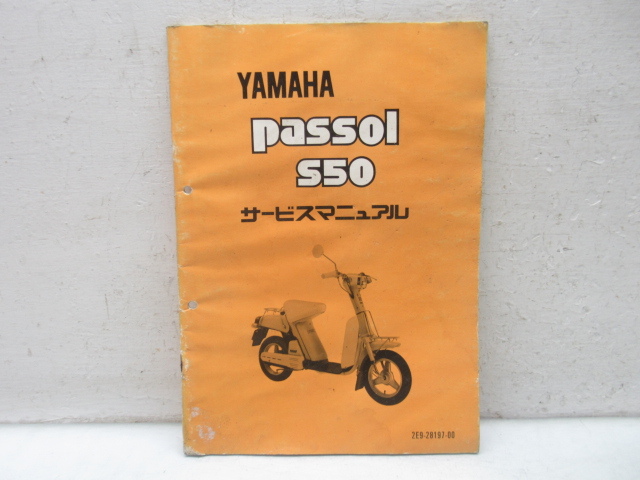 YAMAHA
passol
S50
サービスマニュアル
2E9-28197-00